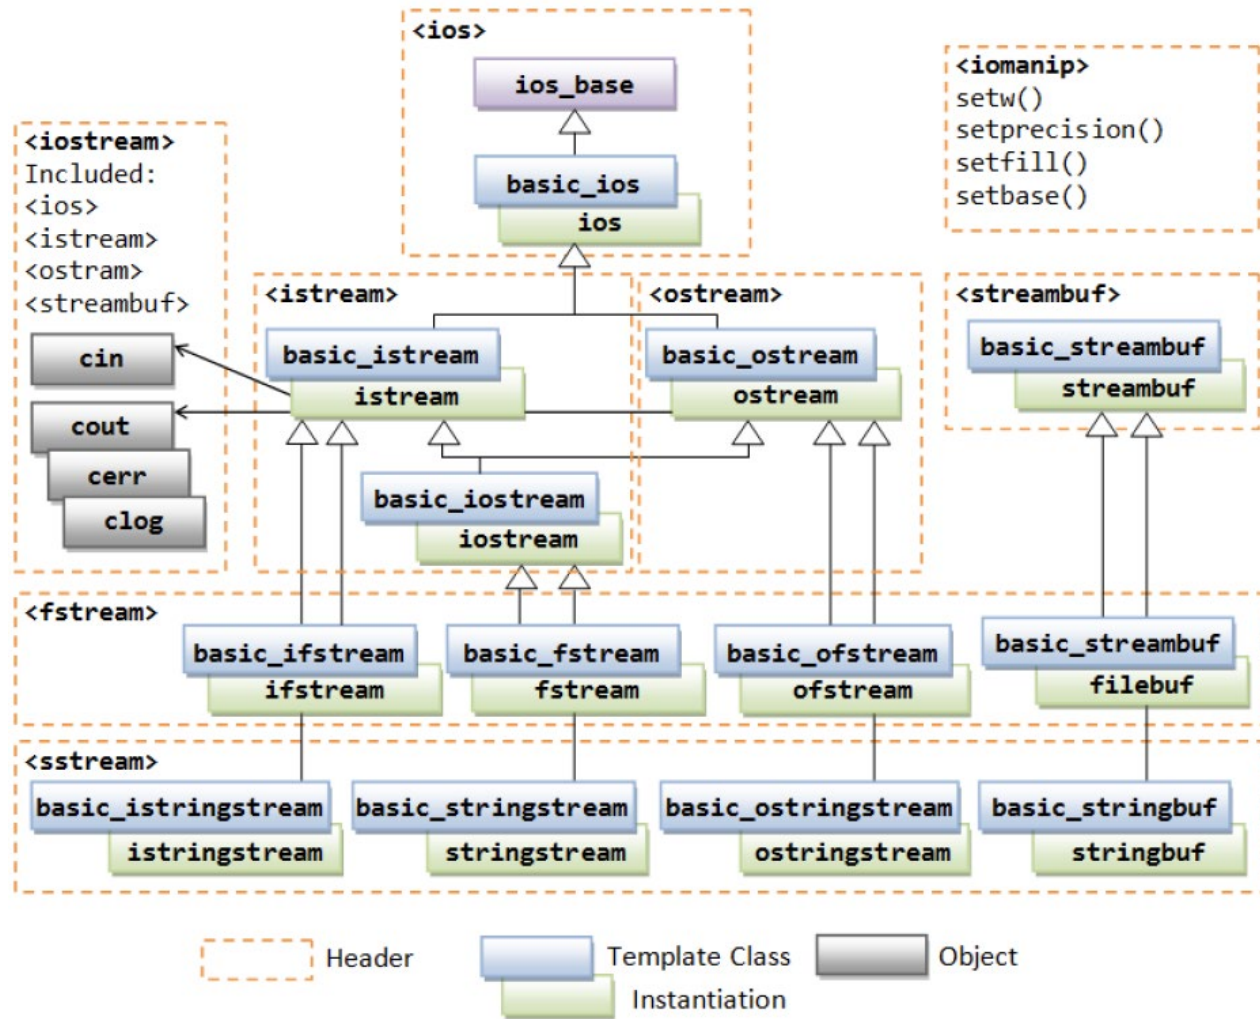 <ios>
ios_base
basic_ios
ios
<iomanip>
setw()
setprecision()
setfill()
setbase()
<iostream>
Included:
<ios>
<istream>
<ostram>
<streambuf>
cin
cout
cerr
clog
<istream>
basic_istream
istream
basic_iostream
iostream
<ostream>
basic_ostream
ostream
<streambuf>
basic_streambuf
streambuf
<fstream>
basic_ifstream
ifstream
basic_fstream
fstream
basic_ofstream
ofstream
basic_streambuf
filebuf
<sstream>
basic_istringstream
istringstream
basic_stringstream
stringstream
basic_ostringstream
ostringstream
basic_stringbuf
stringbuf
Header
Template Class
Instantiation
Object